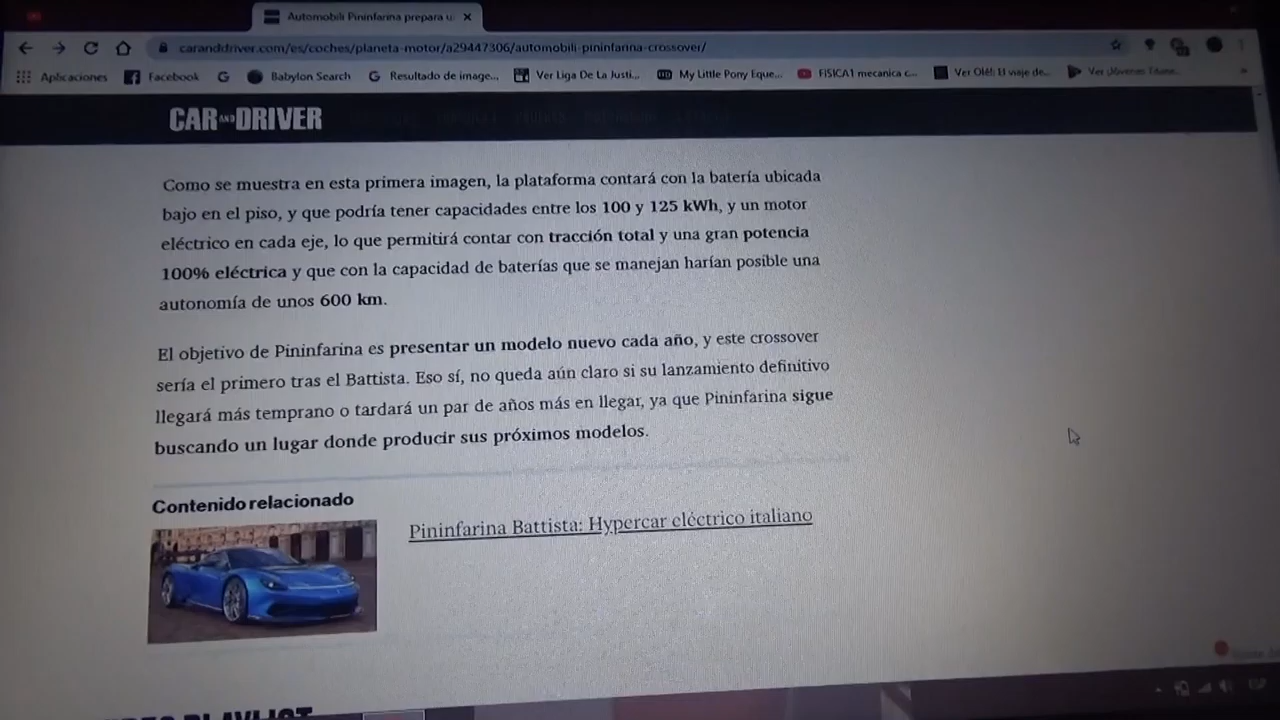 Automobili Pininfarina prepara u
caranddriver.com/es/coches/planeta-motor/a29447306/automobili-pininfarina-crossover/
Aplicaciones Facebook Babylon Search Resultado de image... Ver Liga De La Justi... My Little Pony Eque... FISICA1 mecanica c... Ver Olé! El viaje de...
CAR AND DRIVER
Como se muestra en esta primera imagen, la plataforma contará con la batería ubicada
bajo en el piso, y que podría tener capacidades entre los 100 y 125 kWh, y un motor
eléctrico en cada eje, lo que permitirá contar con tracción total y una gran potencia
100% eléctrica y que con la capacidad de baterías que se manejan harían posible una
autonomía de unos 600 km.
El objetivo de Pininfarina es presentar un modelo nuevo cada año, y este crossover
sería el primero tras el Battista. Eso sí, no queda aún claro si su lanzamiento definitivo
llegará más temprano o tardará un par de años más en llegar, ya que Pininfarina sigue
buscando un lugar donde producir sus próximos modelos.
Contenido relacionado
Pininfarina Battista: Hypercar eléctrico italiano